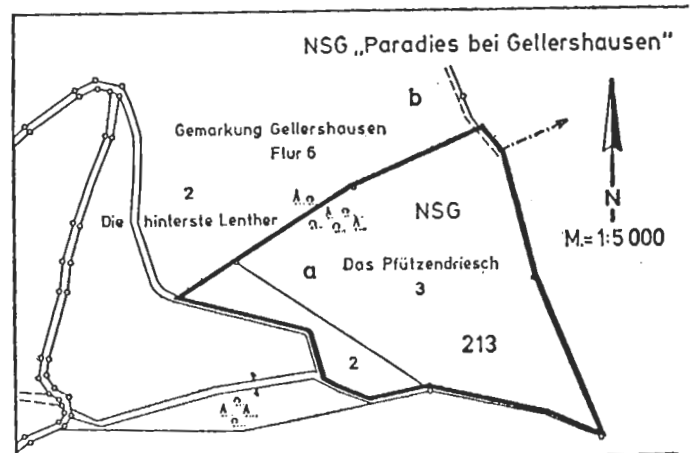 NSG „Paradies bei Gellershausen"
b
Gemarkung Gellershausen
Flur 6
2
Die hinterste Lenther
NSG
N
M.= 1:5 000
a
Das Pfützendriesch
3
213
2